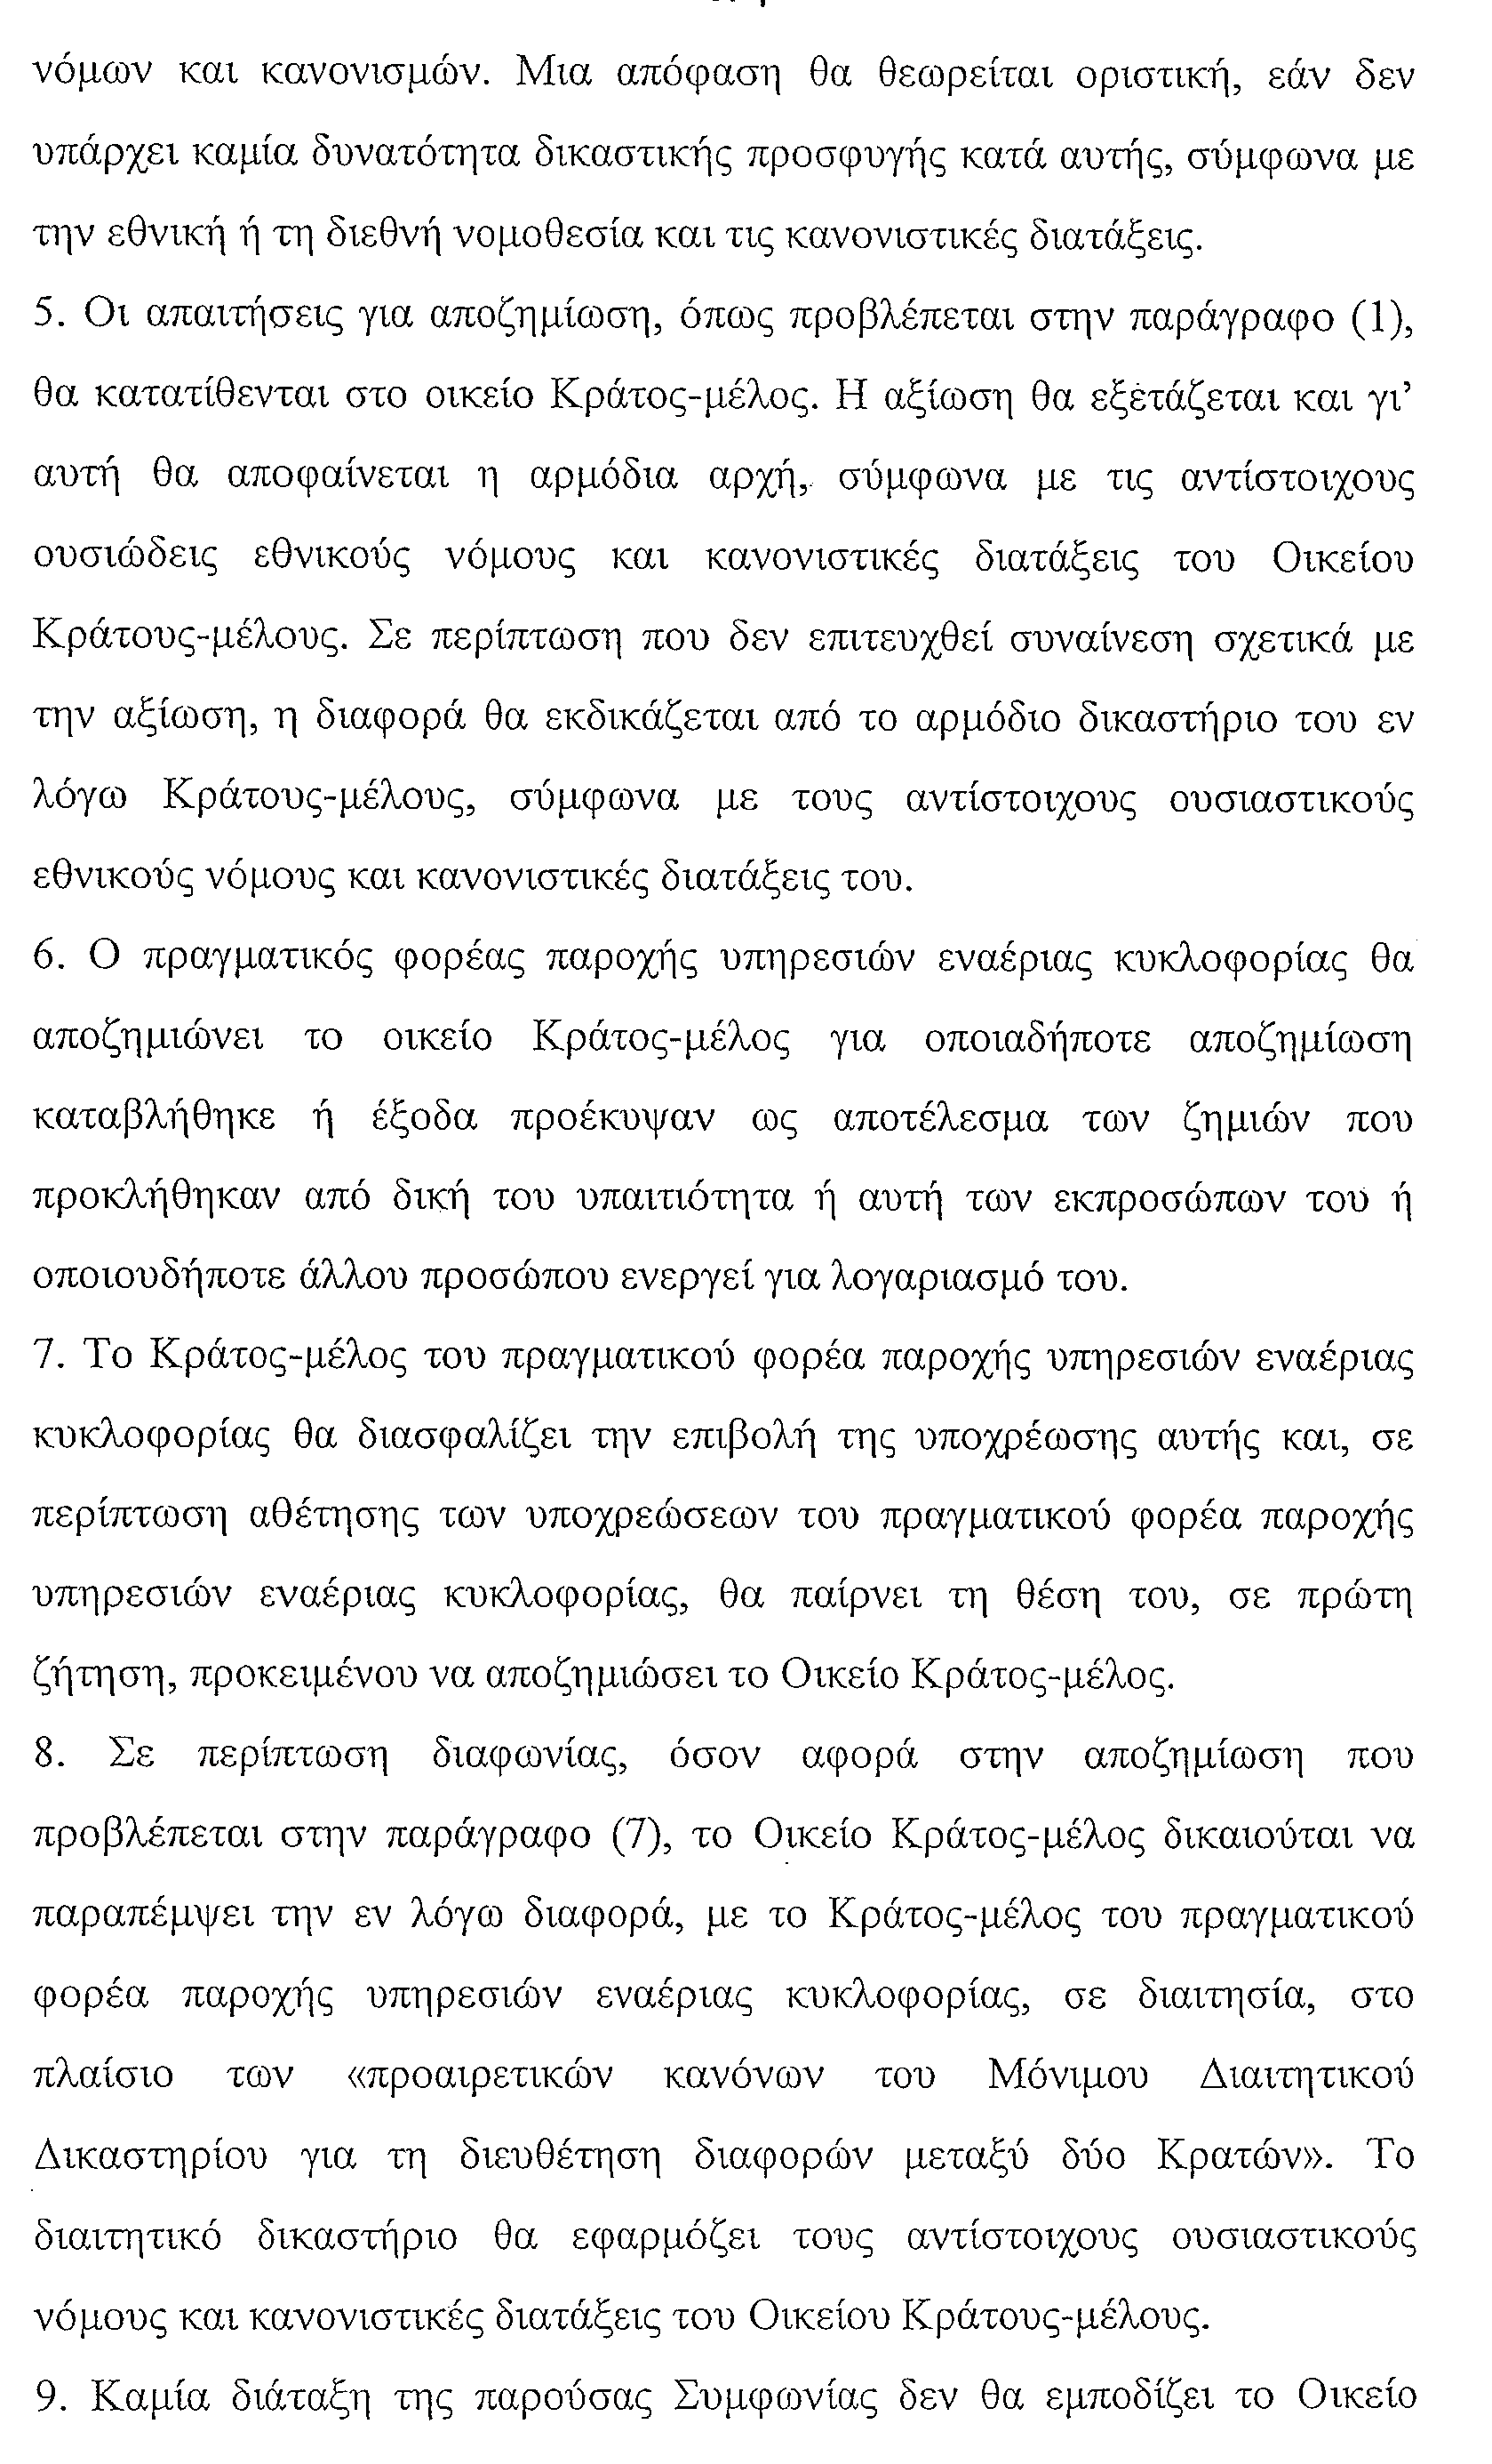 νόμων και κανονισμών. Μια απόφαση θα θεωρείται οριστική, εάν δεν
υπάρχει καμία δυνατότητα δικαστικής προσφυγής κατά αυτής, σύμφωνα με
την εθνική ή τη διεθνή νομοθεσία και τις κανονιστικές διατάξεις.
5. Οι απαιτήσεις για αποζημίωση, όπως προβλέπεται στην παράγραφο (1),
θα κατατίθενται στο οικείο Κράτος-μέλος. Η αξίωση θα εξετάζεται και γι’
αυτή θα αποφαίνεται η αρμόδια αρχή, σύμφωνα με τις αντίστοιχους
ουσιώδεις εθνικούς νόμους και κανονιστικές διατάξεις του Οικείου
Κράτους-μέλους. Σε περίπτωση που δεν επιτευχθεί συναίνεση σχετικά με
την αξίωση, η διαφορά θα εκδικάζεται από το αρμόδιο δικαστήριο του εν
λόγω Κράτους-μέλους, σύμφωνα με τους αντίστοιχους ουσιαστικούς
εθνικούς νόμους και κανονιστικές διατάξεις του.
6. Ο πραγματικός φορέας παροχής υπηρεσιών εναέριας κυκλοφορίας θα
αποζημιώνει το οικείο Κράτος-μέλος για οποιαδήποτε αποζημίωση
καταβλήθηκε ή έξοδα προέκυψαν ως αποτέλεσμα των ζημιών που
προκλήθηκαν από δική του υπαιτιότητα ή αυτή των εκπροσώπων του ή
οποιουδήποτε άλλου προσώπου ενεργεί για λογαριασμό του.
7. Το Κράτος-μέλος του πραγματικού φορέα παροχής υπηρεσιών εναέριας
κυκλοφορίας θα διασφαλίζει την επιβολή της υποχρέωσης αυτής και, σε
περίπτωση αθέτησης των υποχρεώσεων του πραγματικού φορέα παροχής
υπηρεσιών εναέριας κυκλοφορίας, θα παίρνει τη θέση του, σε πρώτη
ζήτηση, προκειμένου να αποζημιώσει το Οικείο Κράτος-μέλος.
8. Σε περίπτωση διαφωνίας, όσον αφορά στην αποζημίωση που
προβλέπεται στην παράγραφο (7), το Οικείο Κράτος-μέλος δικαιούται να
παραπέμψει την εν λόγω διαφορά, με το Κράτος-μέλος του πραγματικού
φορέα παροχής υπηρεσιών εναέριας κυκλοφορίας, σε διαιτησία, στο
πλαίσιο των «προαιρετικών κανόνων του Μόνιμου Διαιτητικού
Δικαστηρίου για τη διευθέτηση διαφορών μεταξύ δύο Κρατών». Το
διαιτητικό δικαστήριο θα εφαρμόζει τους αντίστοιχους ουσιαστικούς
νόμους και κανονιστικές διατάξεις του Οικείου Κράτους-μέλους.
9. Καμία διάταξη της παρούσας Συμφωνίας δεν θα εμποδίζει το Οικείο